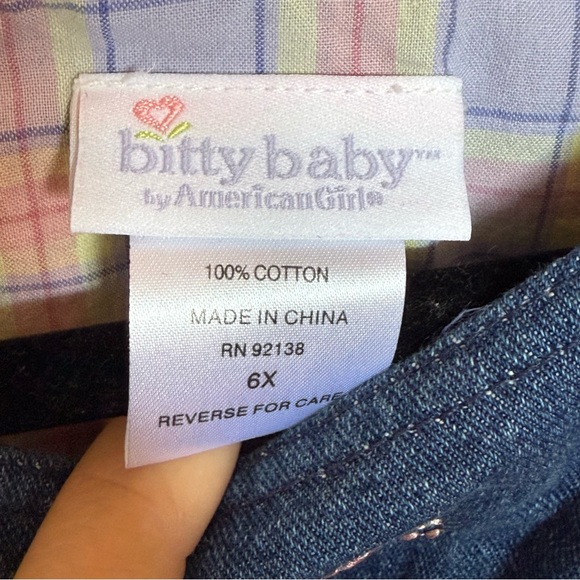 bitty baby™
by American Girl®
100% COTTON
MADE IN CHINA
RN 92138
6X
REVERSE FOR CARE